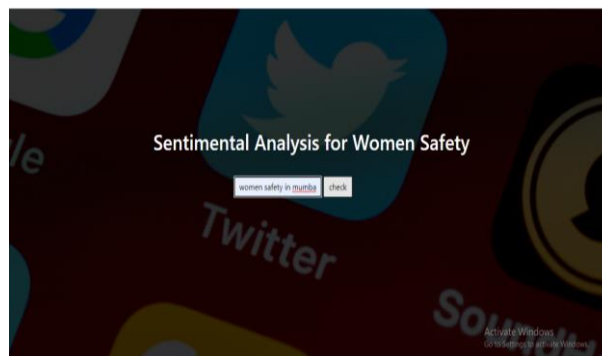 Sentimental Analysis for Women Safety
women safety in mumba check
le
Twitter
Activate Windows
Go to Settings to activate Windows.